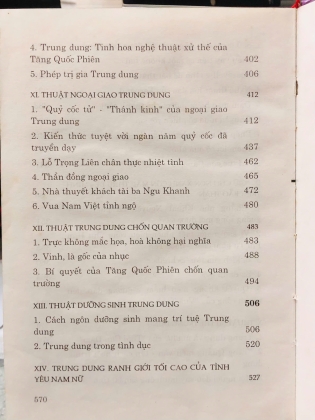 4. Trung dung: Tinh hoa nghệ thuật xử thế của
Tăng Quốc Phiên 402
5. Phép trị gia Trung dung 406
XI. THUẬT NGOẠI GIAO TRUNG DUNG 412
1. "Quỷ cốc tử" - "Thánh kinh" của ngoại giao
Trung dung 412
2. Kiến thức tuyệt vời ngàn năm quỷ cốc đã
truyền dạy 437
3. Lỗ Trọng Liên chân thực nhiệt tình 462
4. Thần đồng ngoại giao 465
5. Nhà thuyết khách tài ba Ngu Khanh 472
6. Vua Nam Việt tỉnh ngộ 480
XII. THUẬT TRUNG DUNG CHỐN QUAN TRƯỜNG 483
1. Trực không mắc họa, hoà không hại nghĩa 483
2. Vinh, là gốc của nhục 488
3. Bí quyết của Tăng Quốc Phiên chốn quan
trường 494
XIII. THUẬT DƯỠNG SINH TRUNG DUNG 506
1. Cách ngôn dưỡng sinh mang trí tuệ Trung
dung 506
2. Trung dung trong tình dục 520
XIV. TRUNG DUNG RANH GIỚI TỐI CAO CỦA TÌNH
YÊU NAM NỮ 527
570